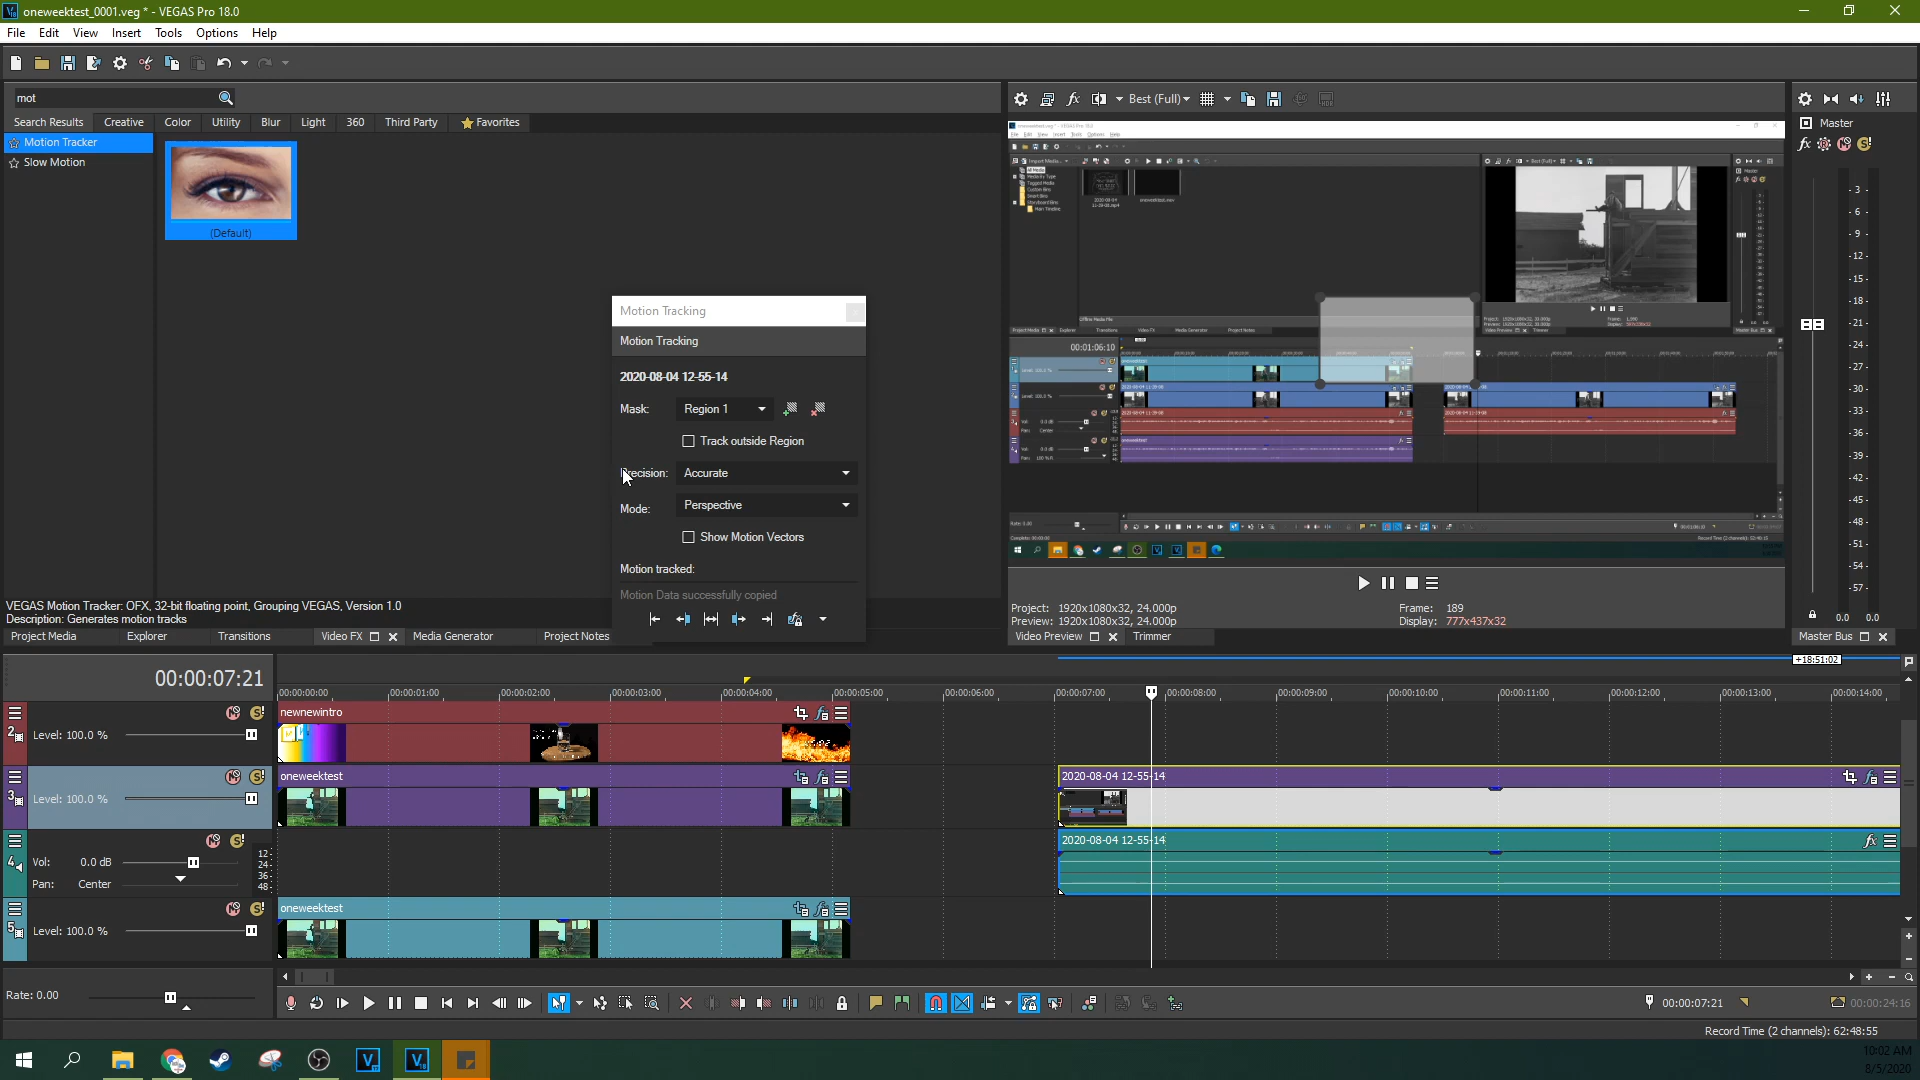 oneweektest_0001.veg * - VEGAS Pro 18.0
File Edit View Insert Tools Options Help
mot
Best (Full)
Search Results Creative Color Utility Blur Light 360 Third Party Favorites
Master
Motion Tracker
Slow Motion
(Default)
Motion Tracking
Motion Tracking
2020-08-04 12-55-14
Mask: Region 1
Track outside Region
Precision: Accurate
Mode: Perspective
Show Motion Vectors
Motion tracked:
Motion Data successfully copied
00:01:06:10
-3-
-6-
-9-
-12-
-15-
-18-
-21-
-24-
-27-
-30-
-33-
-36-
-39-
-42-
-45-
-48-
-51-
-54-
-57-
0.0 0.0
VEGAS Motion Tracker: OFX, 32-bit floating point, Grouping VEGAS, Version 1.0
Description: Generates motion tracks
Project: 1920x1080x32, 24.000p
Frame: 189
Preview: 1920x1080x32, 24.000p
Display: 777x437x32
Project Media Explorer Transitions Video FX Media Generator Project Notes
Video Preview Trimmer
Master Bus
00:00:07:21
+18:51:02
00:00:00:00 00:00:01:00 00:00:02:00 00:00:03:00 00:00:04:00 00:00:05:00 00:00:06:00 00:00:07:00 00:00:08:00 00:00:09:00 00:00:10:00 00:00:11:00 00:00:12:00 00:00:13:00 00:00:14:00
2 Level: 100.0 %
newnewintro
3 Level: 100.0 %
oneweektest
2020-08-04 12-55-14
4 Vol: 0.0 dB
Pan: Center
12-
24-
36-
48-
2020-08-04 12-55-14
5 Level: 100.0 %
oneweektest
Rate: 0.00
00:00:07:21
00:00:24:16
Record Time (2 channels): 62:48:55
10:02 AM
8/5/2020